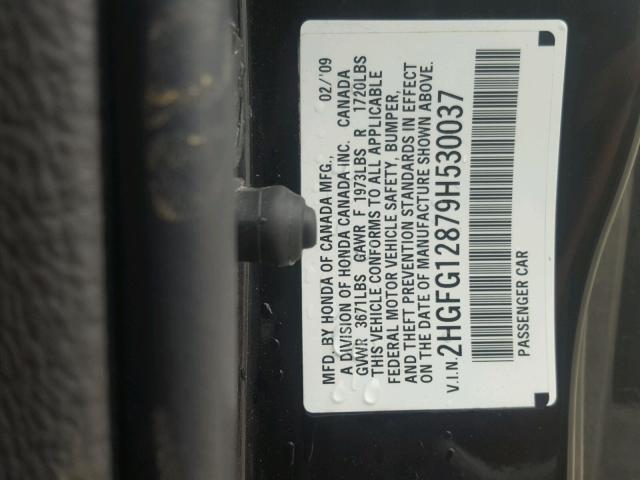 MFD. BY HONDA OF CANADA MFG., 02/'09
A DIVISION OF HONDA CANADA INC. CANADA
GVWR 3671LBS GAWR F 1973LBS R 1720LBS
THIS VEHICLE CONFORMS TO ALL APPLICABLE
FEDERAL MOTOR VEHICLE SAFETY, BUMPER,
AND THEFT PREVENTION STANDARDS IN EFFECT
ON THE DATE OF MANUFACTURE SHOWN ABOVE.
V.I.N. 2HGFG12879H530037
PASSENGER CAR